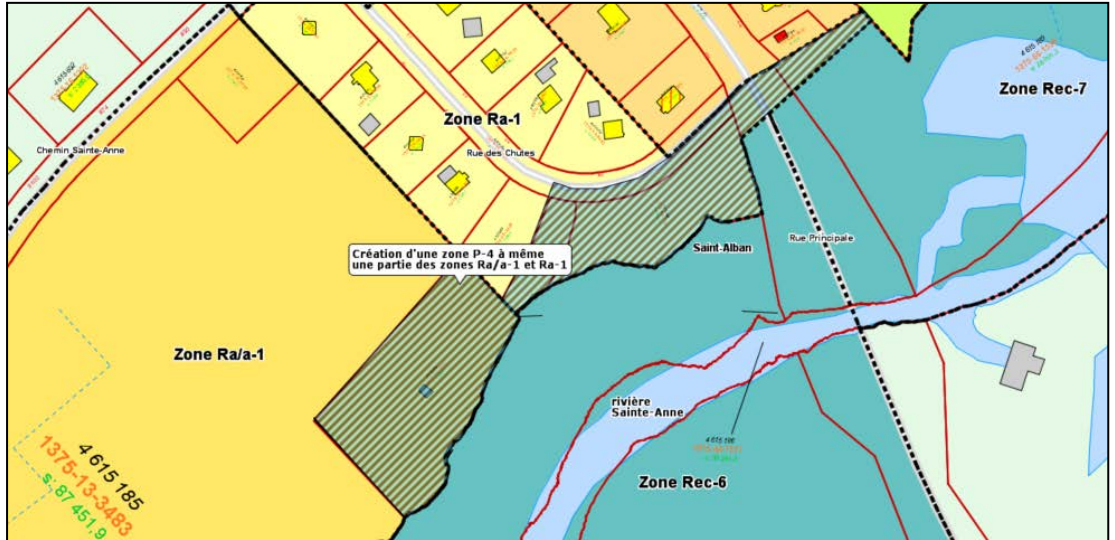 Zone Rec-7
Zone Ra-1
Chemin Sainte-Anne
Rue des Chutes
Création d'une zone P-4 à même
une partie des zones Ra/a-1 et Ra-1
Saint-Alban
Rue Principale
Zone Ra/a-1
rivière
Sainte-Anne
Zone Rec-6
4 615 185
1375-13-3483
s: 87 451,9